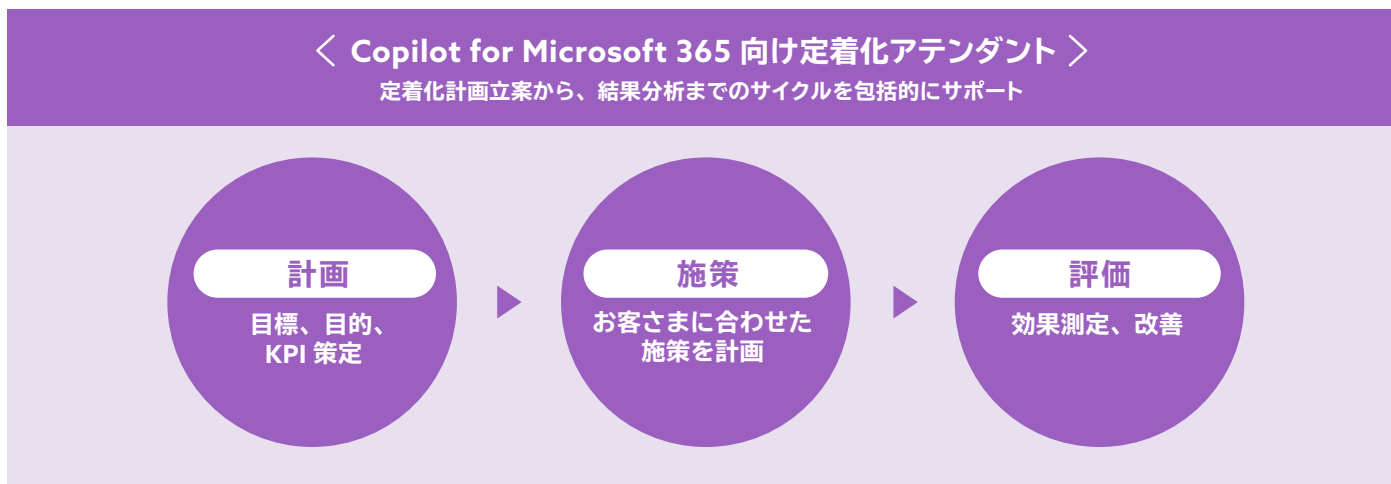 ＜ Copilot for Microsoft 365 向け定着化アテンダント ＞
定着化計画立案から、結果分析までのサイクルを包括的にサポート
計画
目標、目的、
KPI 策定
施策
お客さまに合わせた
施策を計画
評価
効果測定、改善